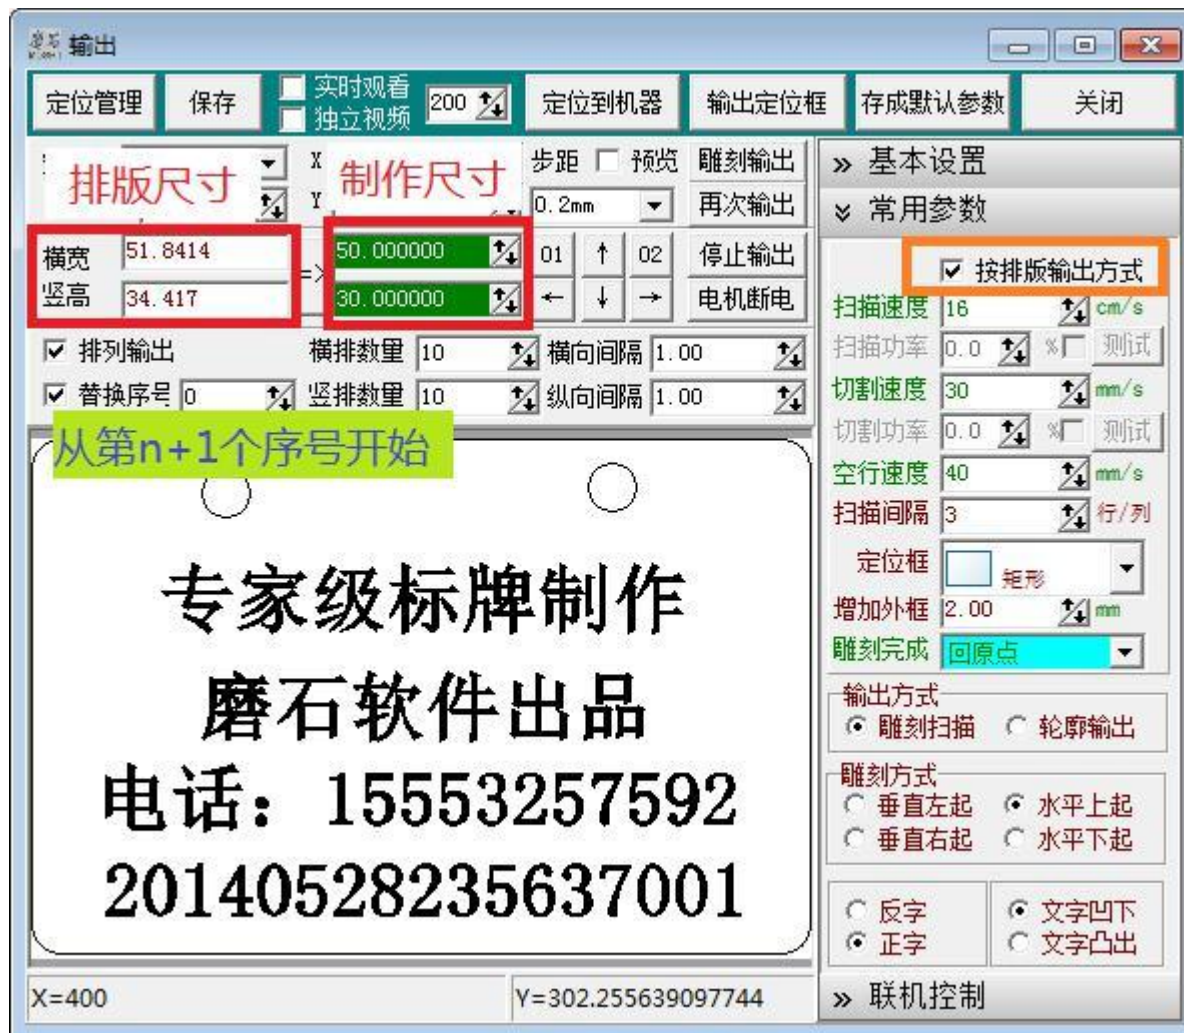 输出
定位管理 保存 实时观看 独立视频 200 定位到机器 输出定位框 存成默认参数 关闭
排版尺寸 X Y 制作尺寸 步距 预览 雕刻输出
0.2mm 再次输出
横宽 51.8414 => 50.000000 01 ↑ 02 停止输出
竖高 34.417 30.000000 ← ↓ → 电机断电
排列输出 横排数量 10 横向间隔 1.00
替换序号 0 竖排数量 10 纵向间隔 1.00
从第n+1个序号开始
专家级标牌制作
磨石软件出品
电话：15553257592
20140528235637001
X=400 Y=302.255639097744
» 基本设置
常用参数
按排版输出方式
扫描速度 16 cm/s
扫描功率 0.0 % 测试
切割速度 30 mm/s
切割功率 0.0 % 测试
空行速度 40 mm/s
扫描间隔 3 行/列
定位框 矩形
增加外框 2.00 mm
雕刻完成 回原点
输出方式
雕刻扫描 轮廓输出
雕刻方式
垂直左起 水平上起
垂直右起 水平下起
反字 文字凹下
正字 文字凸出
» 联机控制